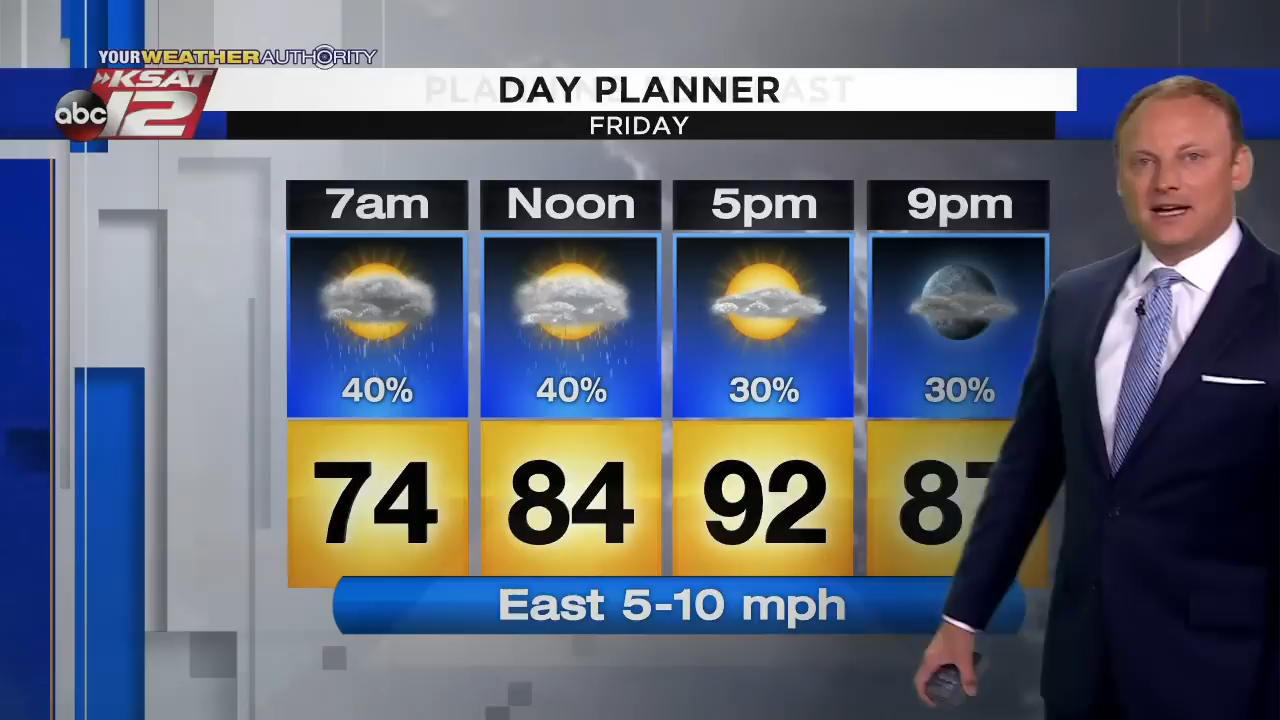 YOUR WEATHER AUTHORITY
KSAT
abc 12
DAY PLANNER
FRIDAY
7am Noon 5pm 9pm
40% 40% 30% 30%
74 84 92
East 5-10 mph